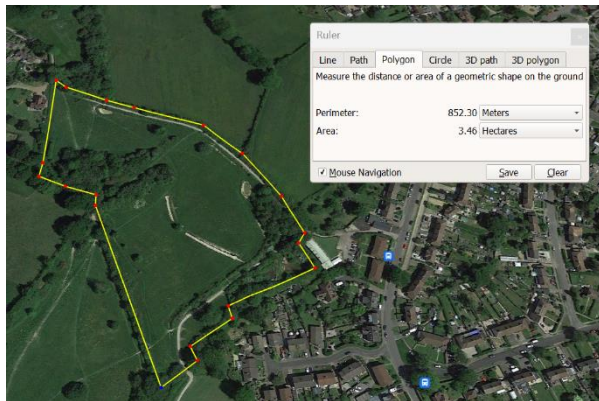 Ruler
Line Path Polygon Circle 3D path 3D polygon
Measure the distance or area of a geometric shape on the ground
Perimeter: 852.30 Meters
Area: 3.46 Hectares
Mouse Navigation Save Clear